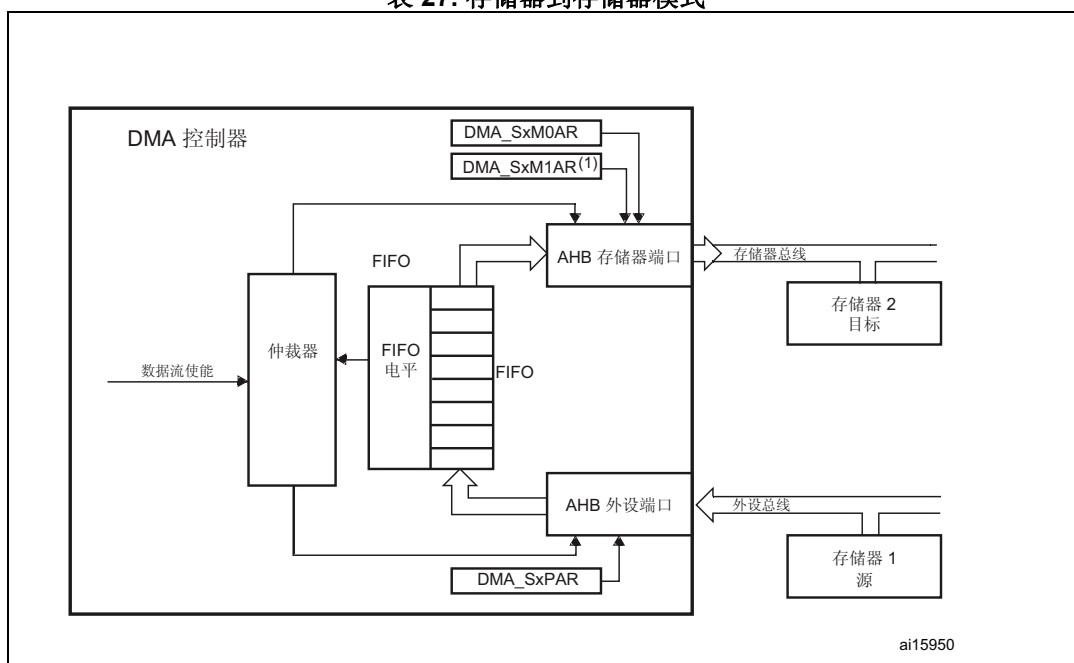 表 27. 存储器到存储器模式
DMA 控制器
DMA_SxM0AR
DMA_SxM1AR(1)
AHB 存储器端口
存储器总线
存储器 2
目标
FIFO
仲裁器
FIFO
电平
FIFO
数据流使能
AHB 外设端口
外设总线
存储器 1
源
DMA_SxPAR
ai15950